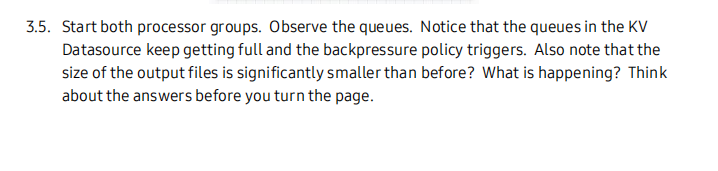 3.5. Start both processor groups. Observe the queues. Notice that the queues in the KV
Datasource keep getting full and the backpressure policy triggers. Also note that the
size of the output files is significantly smaller than before? What is happening? Think
about the answers before you turn the page.